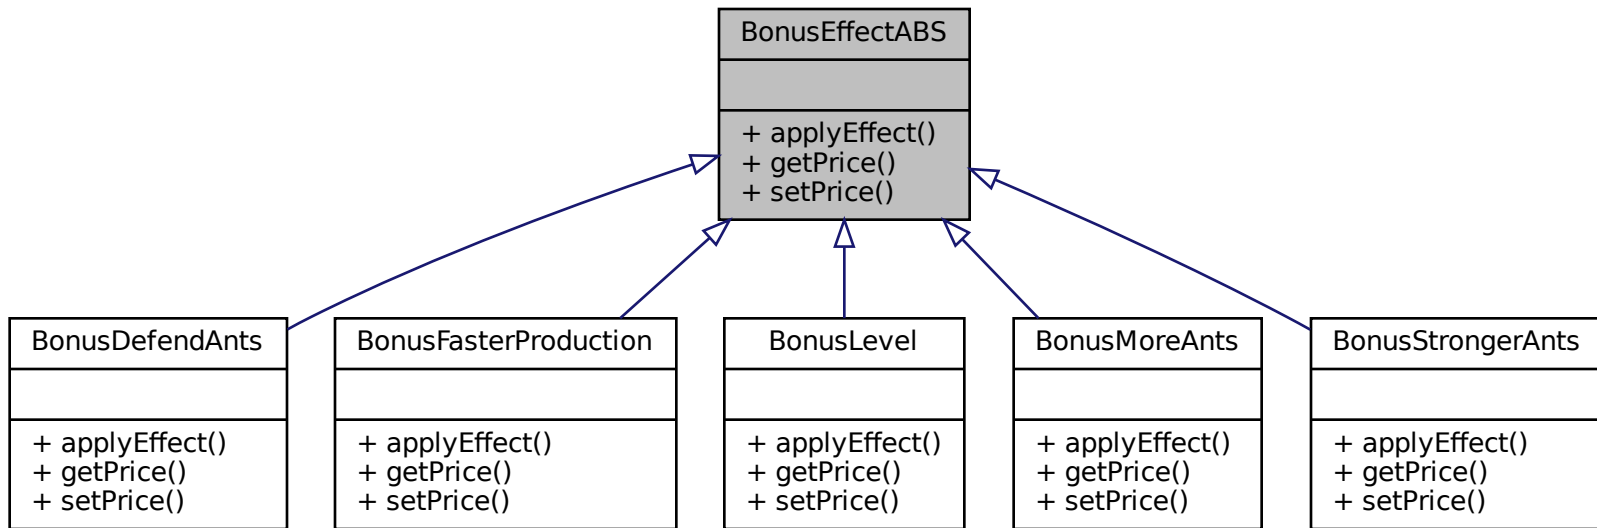 BonusEffectABS
+ applyEffect()
+ getPrice()
+ setPrice()
BonusDefendAnts
+ applyEffect()
+ getPrice()
+ setPrice()
BonusFasterProduction
+ applyEffect()
+ getPrice()
+ setPrice()
BonusLevel
+ applyEffect()
+ getPrice()
+ setPrice()
BonusMoreAnts
+ applyEffect()
+ getPrice()
+ setPrice()
BonusStrongerAnts
+ applyEffect()
+ getPrice()
+ setPrice()